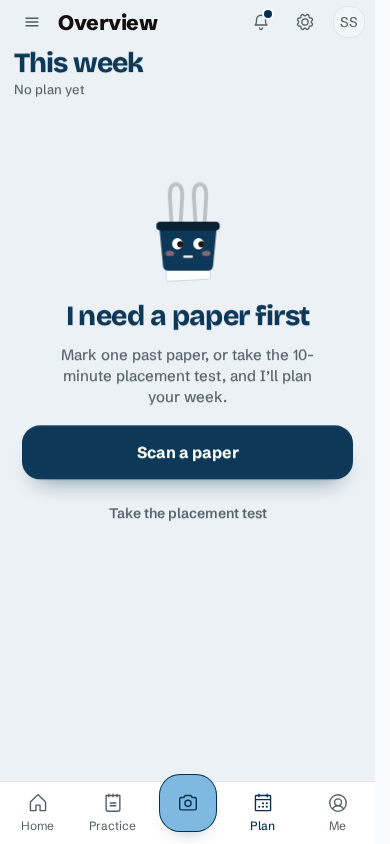 Overview
SS
This week
No plan yet
I need a paper first
Mark one past paper, or take the 10-
minute placement test, and I'll plan
your week.
Scan a paper
Take the placement test
Home
Practice
Plan
Me